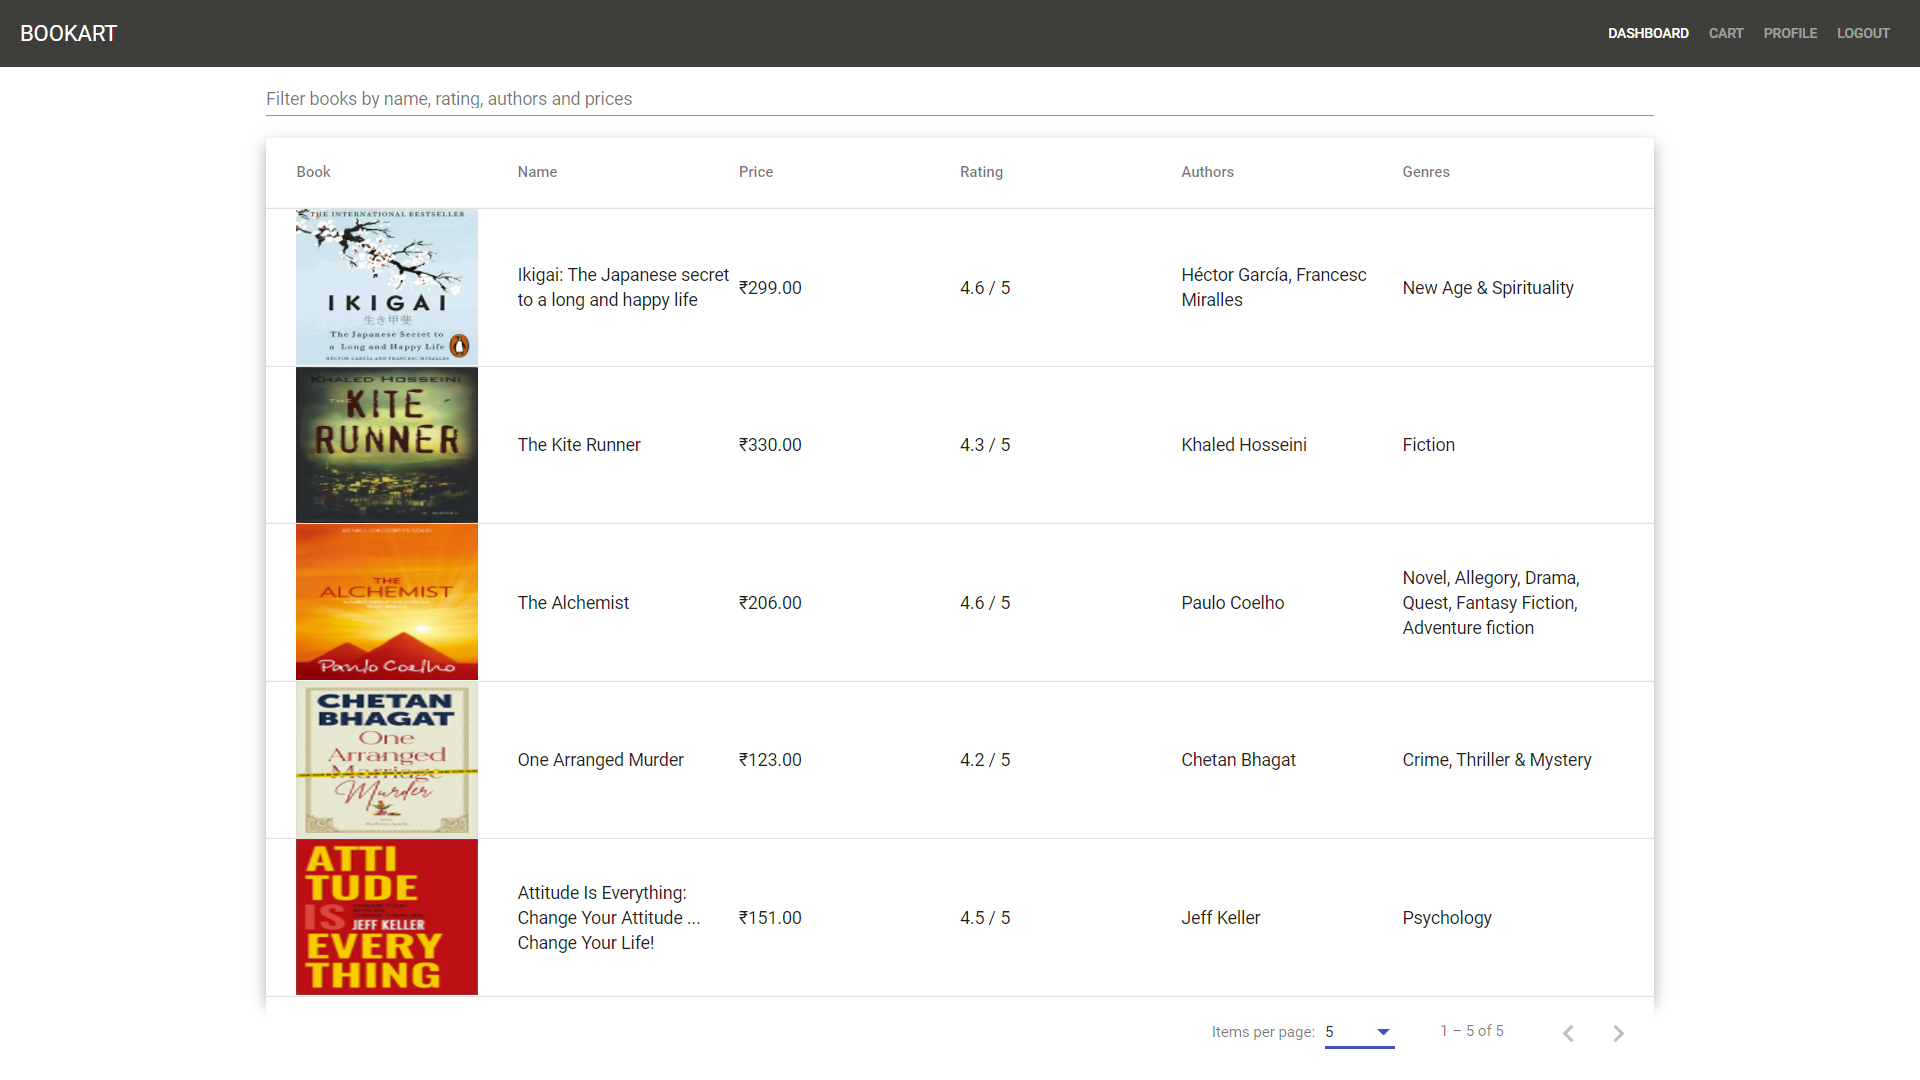 BOOKART
DASHBOARD CART PROFILE LOGOUT
Filter books by name, rating, authors and prices
Book Name Price Rating Authors Genres
THE INTERNATIONAL BESTSELLER
IKIGAI
生き甲斐
The Japanese Secret to
a Long and Happy Life
HÉCTOR GARCÍA AND FRANCESC MIRALLES
Ikigai: The Japanese secret
to a long and happy life
₹299.00
4.6 / 5
Héctor García, Francesc
Miralles
New Age & Spirituality
KHALED HOSSEINI
THE
KITE
RUNNER
A NOVEL
The Kite Runner
₹330.00
4.3 / 5
Khaled Hosseini
Fiction
THE
ALCHEMIST
Paulo Coelho
The Alchemist
₹206.00
4.6 / 5
Paulo Coelho
Novel, Allegory, Drama,
Quest, Fantasy Fiction,
Adventure fiction
CHETAN
BHAGAT
One
Arranged
Marriage
Murder
One Arranged Murder
₹123.00
4.2 / 5
Chetan Bhagat
Crime, Thriller & Mystery
ATTI
TUDE
IS
JEFF KELLER
EVERY
THING
Attitude Is Everything:
Change Your Attitude ...
Change Your Life!
₹151.00
4.5 / 5
Jeff Keller
Psychology
Items per page: 5
1 – 5 of 5